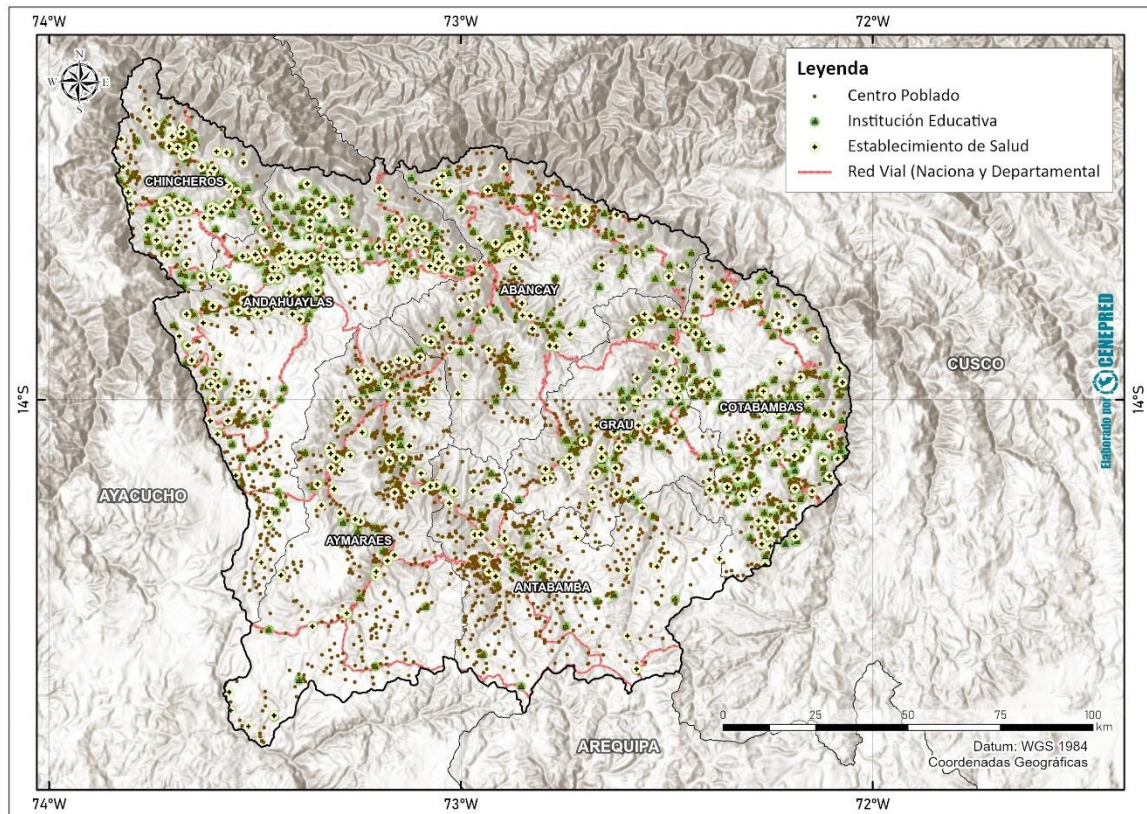 74°W
73°W
72°W
N
W
E
S
Leyenda
Centro Poblado
Institución Educativa
Establecimiento de Salud
Red Vial (Naciona y Departamental
CHINCHEROS
ANDAHUAYLAS
ABANCAY
CUSCO
14°S
14°S
COTABAMBAS
GRAU
Elaborado por CENEPRED
AYACUCHO
AYMARAES
ANTABAMBA
0 25 50 75 100
km
AREQUIPA
Datum: WGS 1984
Coordenadas Geográficas
74°W
73°W
72°W